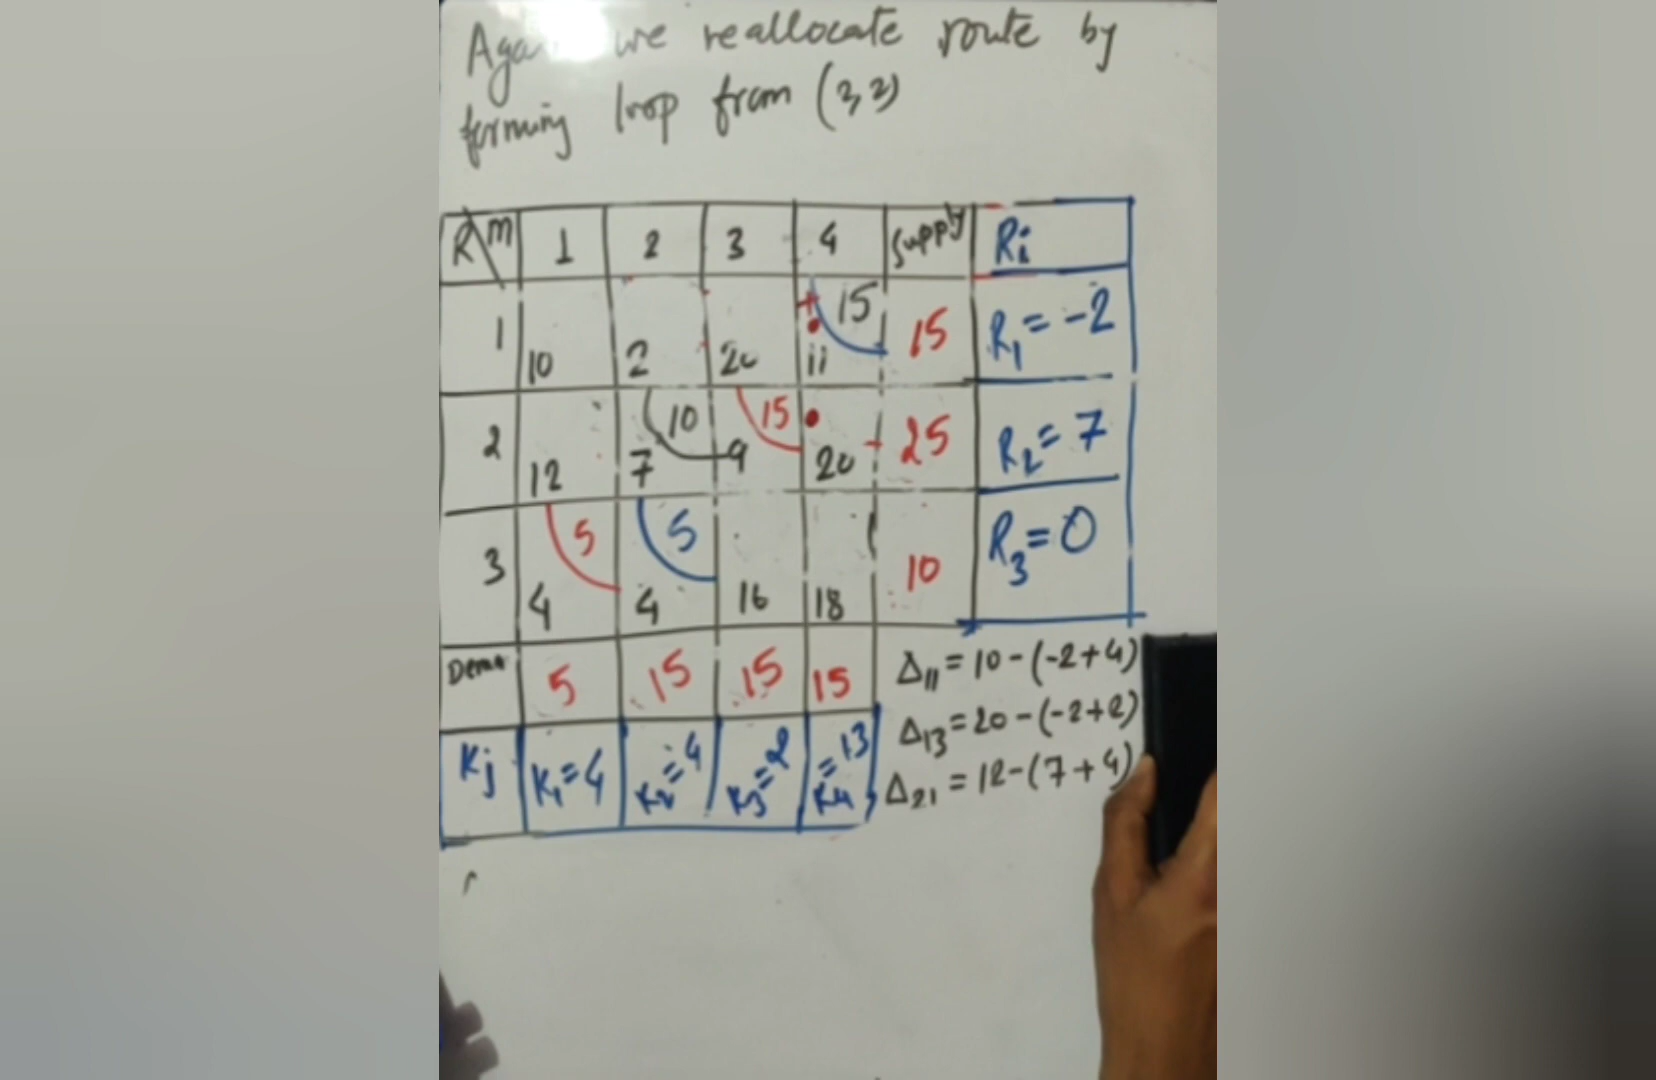 we reallocate route by
forming loop from (3,2)
R m 1 2 3 4 Supply Ri
1 10 2 20 11 15 15 R1 = -2
2 12 7 10 9 15 20 25 R2 = 7
3 4 5 4 5 16 18 10 R3 = 0
5 15 15 15
Kj K1=4 K2=4 K3=2 K4=13
Δ11 = 10-(-2+4)
Δ13 = 20-(-2+2)
Δ21 = 12-(7+4)